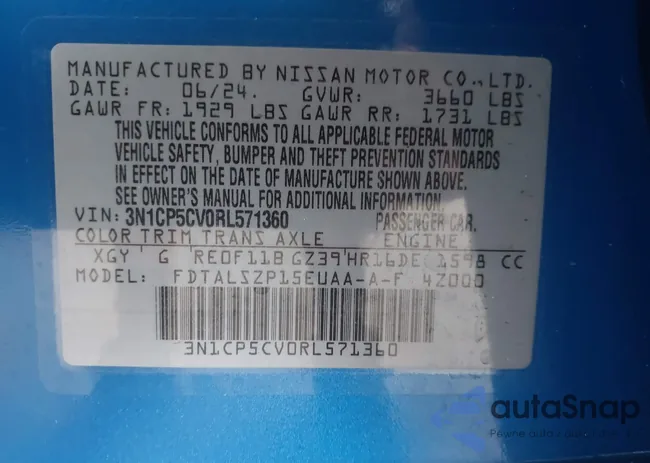 MANUFACTURED BY NISSAN MOTOR CO., LTD.
DATE: 06/24. GVWR: 3660 LBS
GAWR FR: 1929 LBS GAWR RR: 1731 LBS
THIS VEHICLE CONFORMS TO ALL APPLICABLE FEDERAL MOTOR
VEHICLE SAFETY, BUMPER AND THEFT PREVENTION STANDARDS
IN EFFECT ON THE DATE OF MANUFACTURE SHOWN ABOVE.
SEE OWNER'S MANUAL FOR ADDITIONAL INFORMATION.
VIN: 3N1CP5CV0RL571360 PASSENGER CAR.
COLOR TRIM TRANS AXLE ENGINE
XGY G RE0F11B GZ39 HR16DE 1598 CC
MODEL: FDTALSZP15EUAA-A-F 4Z000
3N1CP5CV0RL571360
autaSnap
Pewne auta z